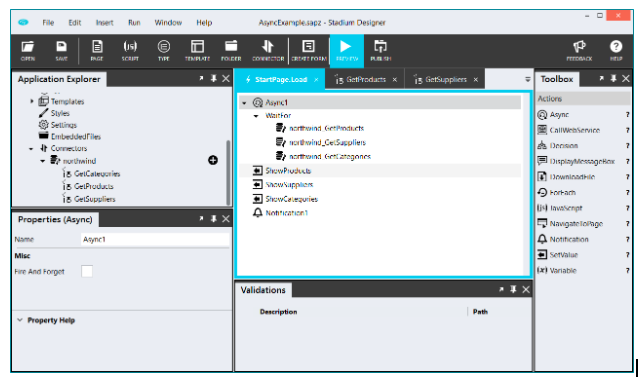 File Edit Insert Run Window Help AsyncExample.sapz - Stadium Designer
OPEN SAVE PAGE SCRIPT TYPE TEMPLATE FOLDER CONNECTOR CREATE FORM PREVIEW PUBLISH FEEDBACK HELP
Application Explorer
Templates
Styles
Settings
EmbeddedFiles
Connectors
northwind
GetCategories
GetProducts
GetSuppliers
Properties (Async)
Name Async1
Misc
Fire And Forget
Property Help
StartPage.Load × GetProducts × GetSuppliers ×
Async1
WaitFor
northwind_GetProducts
northwind_GetSuppliers
northwind_GetCategories
ShowProducts
ShowSuppliers
ShowCategories
Notification1
Validations
Description Path
Toolbox
Actions
Async ?
CallWebService ?
Decision ?
DisplayMessageBox ?
DownloadFile ?
ForEach ?
JavaScript ?
NavigateToPage ?
Notification ?
SetValue ?
(x) Variable ?